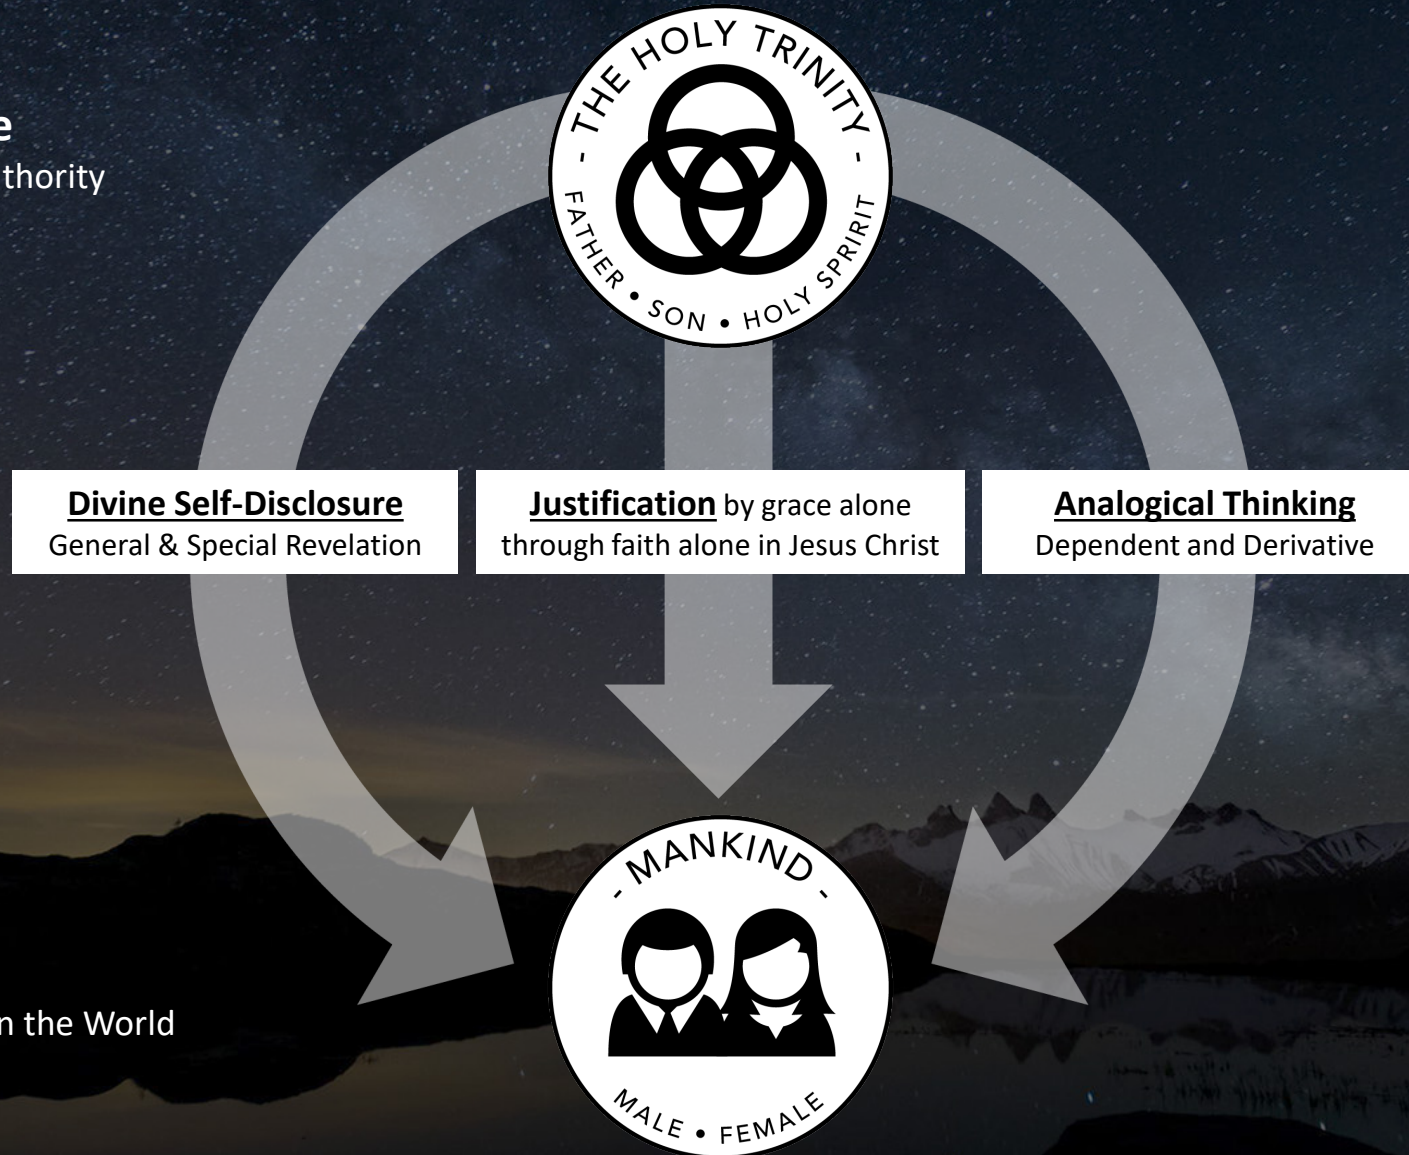 - THE HOLY TRINITY -
FATHER • SON • HOLY SPRIRIT
Divine Self-Disclosure
General & Special Revelation
Justification by grace alone
through faith alone in Jesus Christ
Analogical Thinking
Dependent and Derivative
- MANKIND -
the World
MALE • FEMALE